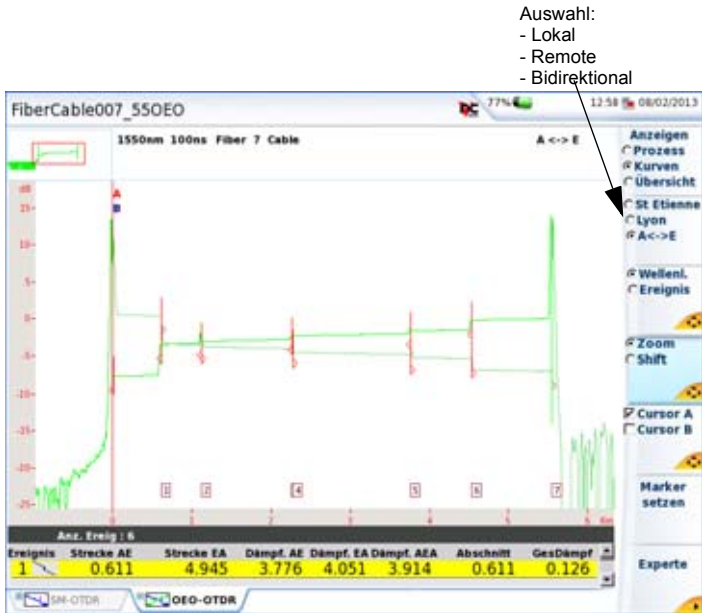 Auswahl:
- Lokal
- Remote
- Bidirektional
FiberCable007_55OEO
77%
12:58
08/02/2013
1550nm 100ns Fiber 7 Cable
A <-> E
Anzeigen
Prozess
Kurven
Übersicht
St Etienne
Lyon
A<->E
Wellenl.
Ereignis
Zoom
Shift
Cursor A
Cursor B
Marker
setzen
Experte
dB
15-
10-
5-
0-
-5-
-10-
-15-
-20-
-25-
A
B
1 2 4 5 6 7
0 1 2 3 4 5 6 Km
Anz. Ereig : 6
Ereignis Strecke AE Strecke EA Dämpf. AE Dämpf. EA Dämpf. AEA Abschnitt GesDämpf
1 0.611 4.945 3.776 4.051 3.914 0.611 0.126
SM-OTDR OEO-OTDR